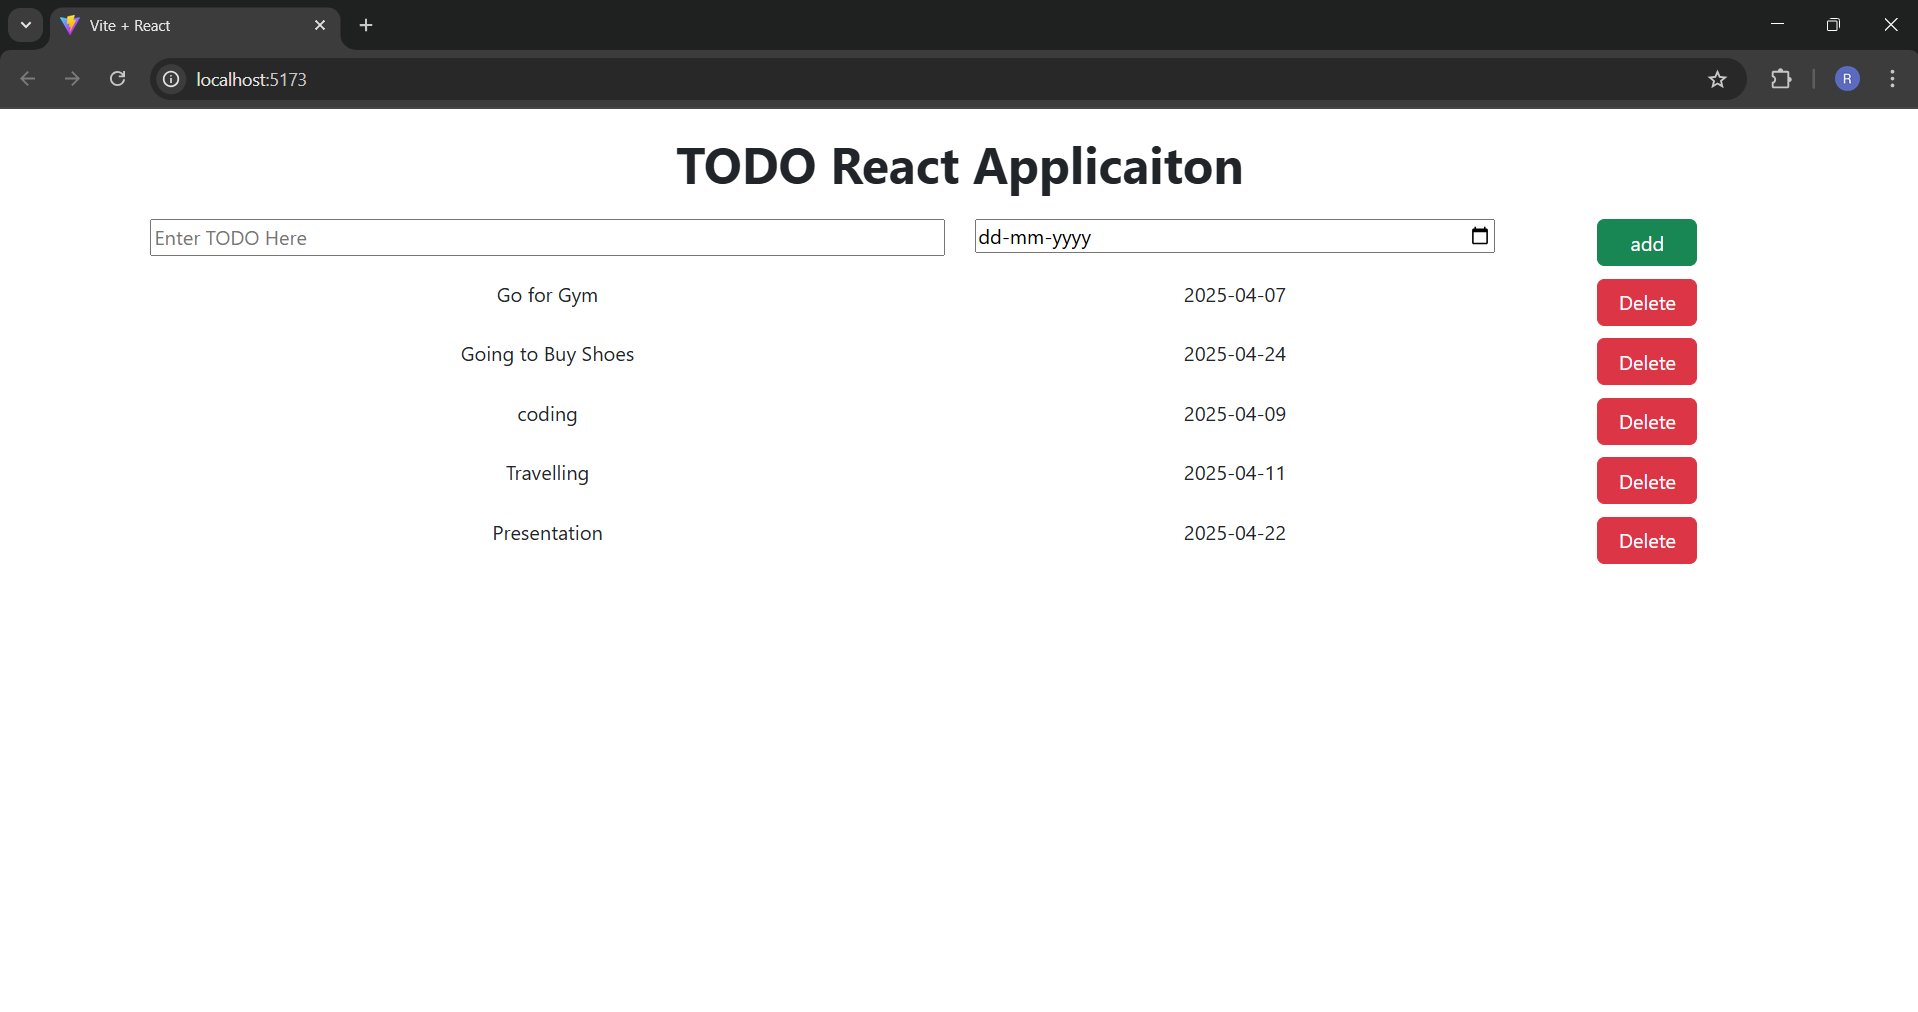 Vite + React
localhost:5173
R
TODO React Applicaiton
Enter TODO Here dd-mm-yyyy add
Go for Gym 2025-04-07 Delete
Going to Buy Shoes 2025-04-24 Delete
coding 2025-04-09 Delete
Travelling 2025-04-11 Delete
Presentation 2025-04-22 Delete